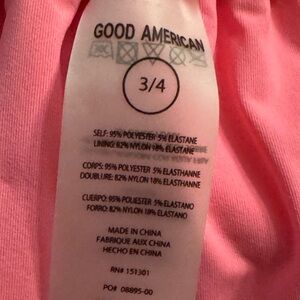 GOOD AMERICAN
3/4
SELF: 95% POLYESTER 5% ELASTANE
LINING: 82% NYLON 18% ELASTANE
CORPS: 95% POLYESTER 5% ELASTHANNE
DOUBLURE: 82% NYLON 18% ELASTHANNE
CUERPO: 95% POLIESTER 5% ELASTANO
FORRO: 82% NYLON 18% ELASTANO
MADE IN CHINA
FABRIQUE AUX CHINA
HECHO EN CHINA
RN# 151301
PO# 08895-00